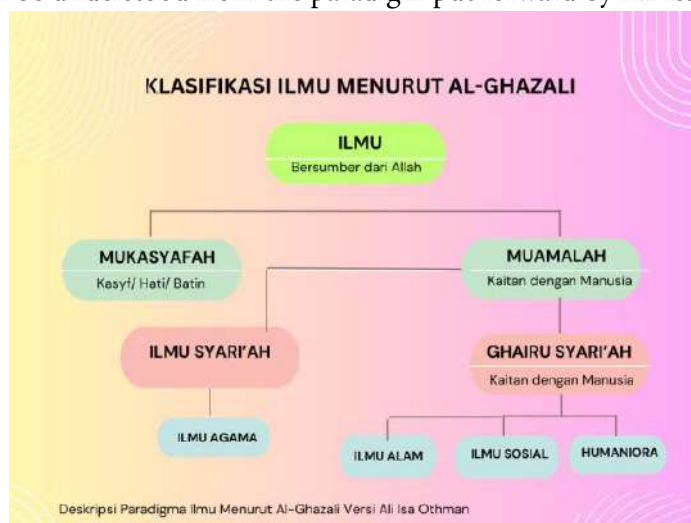 KLASIFIKASI ILMU MENURUT AL-GHAZALI
ILMU
Bersumber dari Allah
MUKASYAFAH
Kasyf/ Hati/ Batin
MUAMALAH
Kaitan dengan Manusia
ILMU SYARI'AH
GHAIRU SYARI'AH
Kaitan dengan Manusia
ILMU AGAMA
ILMU ALAM
ILMU SOSIAL
HUMANIORA
Deskripsi Paradigma Ilmu Menurut Al-Ghazali Versi Ali Isa Othman